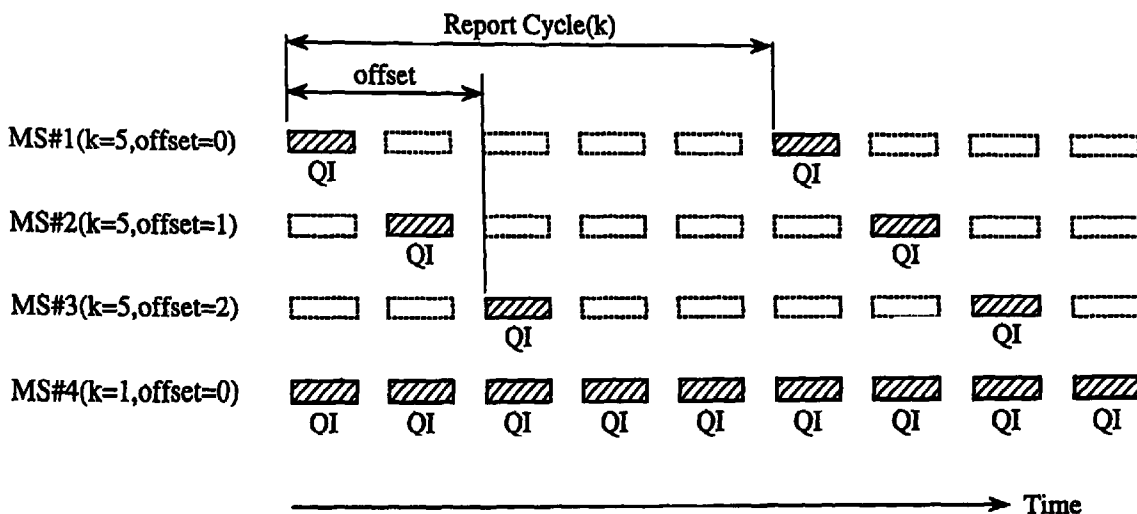 Report Cycle(k)
offset
MS#1(k=5,offset=0)
QI QI
MS#2(k=5,offset=1)
QI QI
MS#3(k=5,offset=2)
QI QI
MS#4(k=1,offset=0)
QI QI QI QI QI QI QI QI QI
Time